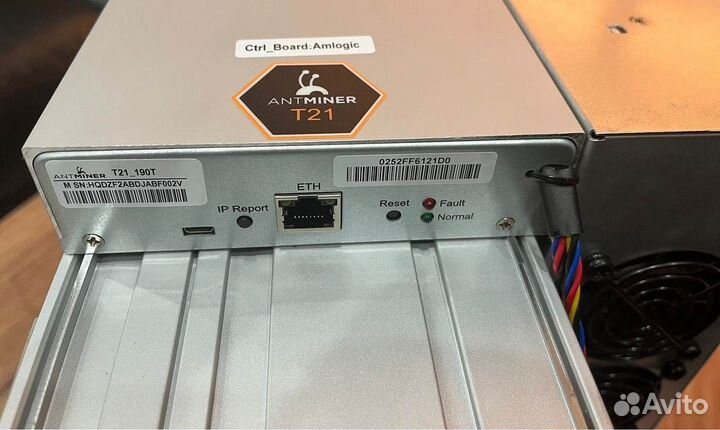 Ctrl_Board:Amlogic
ANTMINER
T21
ANTMINER T21_190T
M SN:HQDZF2ABDJABF002V
0252FF6121D0
ETH
IP Report
Reset
Fault
Normal
Avito